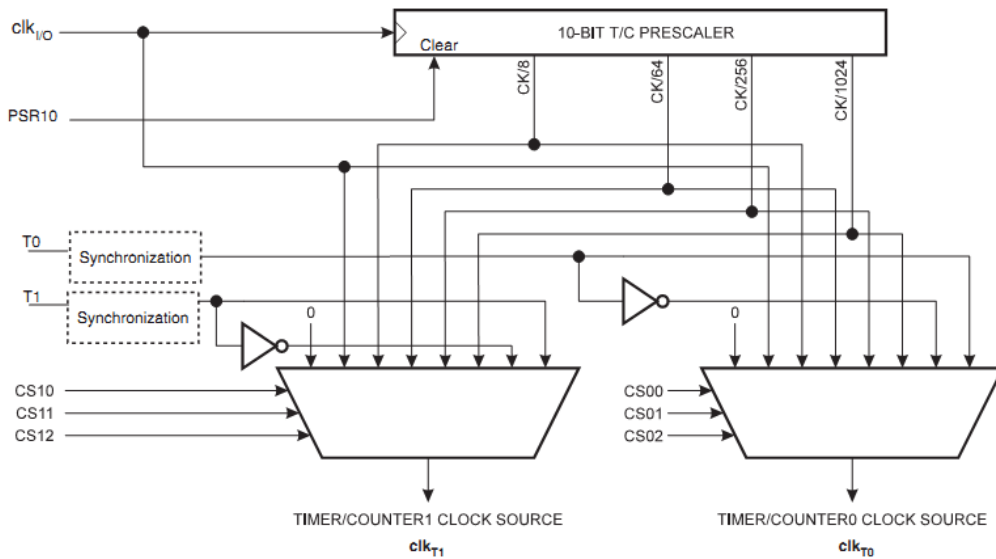 clkI/O
10-BIT T/C PRESCALER
Clear
CK/8
CK/64
CK/256
CK/1024
PSR10
T0
Synchronization
T1
Synchronization
0
0
CS10
CS11
CS12
CS00
CS01
CS02
TIMER/COUNTER1 CLOCK SOURCE
clkT1
TIMER/COUNTER0 CLOCK SOURCE
clkT0